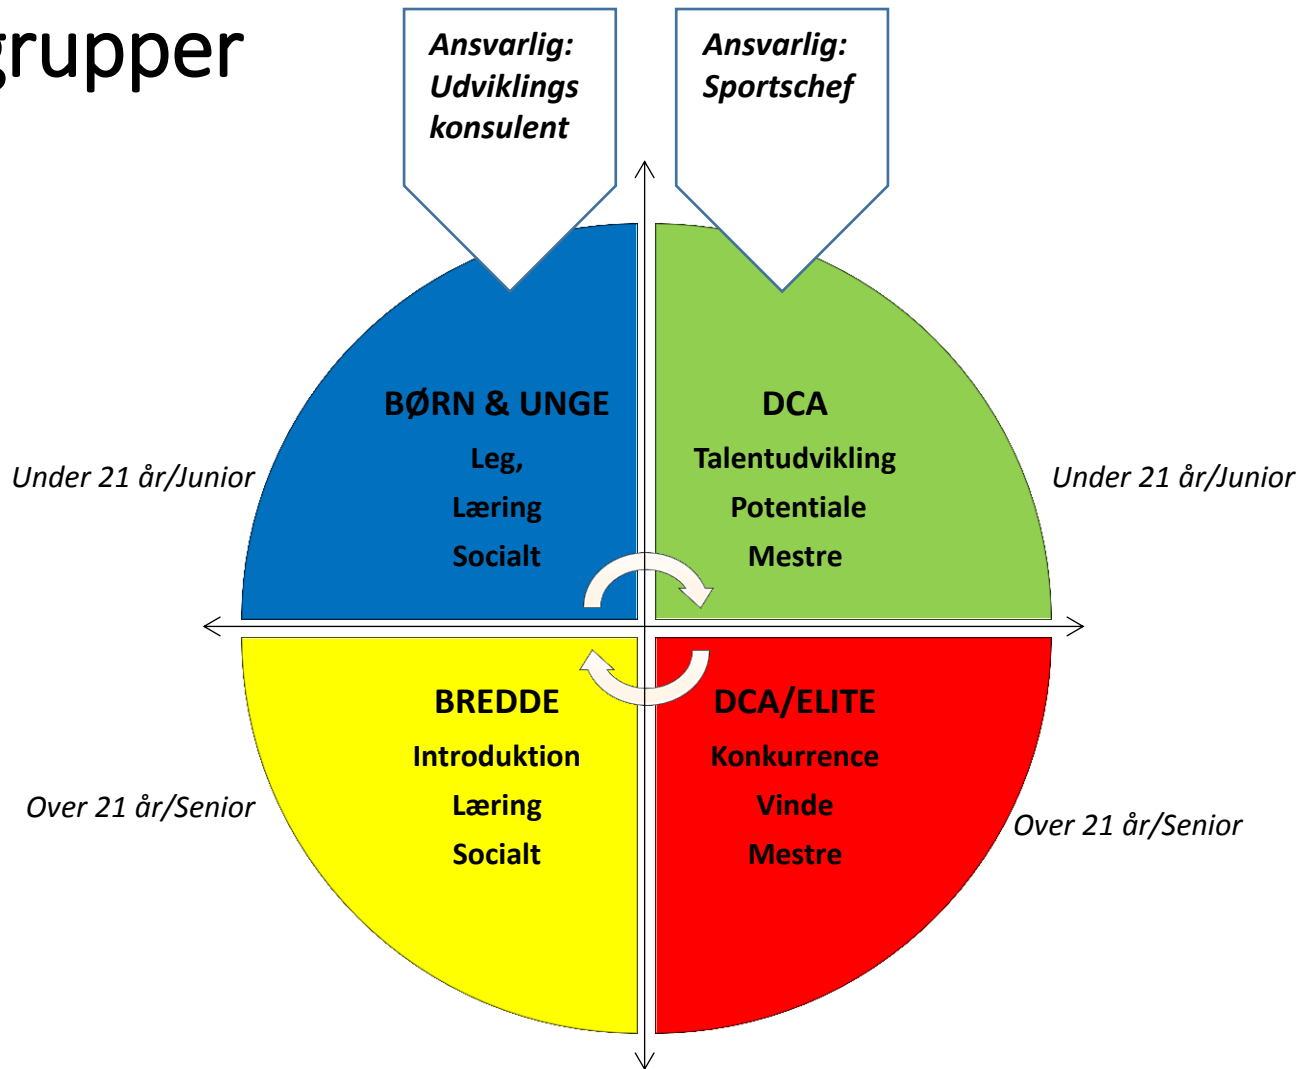 grupper
Ansvarlig:
Udviklings
konsulent
Ansvarlig:
Sportschef
BØRN & UNGE
Leg,
Læring
Socialt
DCA
Talentudvikling
Potentiale
Mestre
Under 21 år/Junior
Under 21 år/Junior
BREDDE
Introduktion
Læring
Socialt
DCA/ELITE
Konkurrence
Vinde
Mestre
Over 21 år/Senior
Over 21 år/Senior